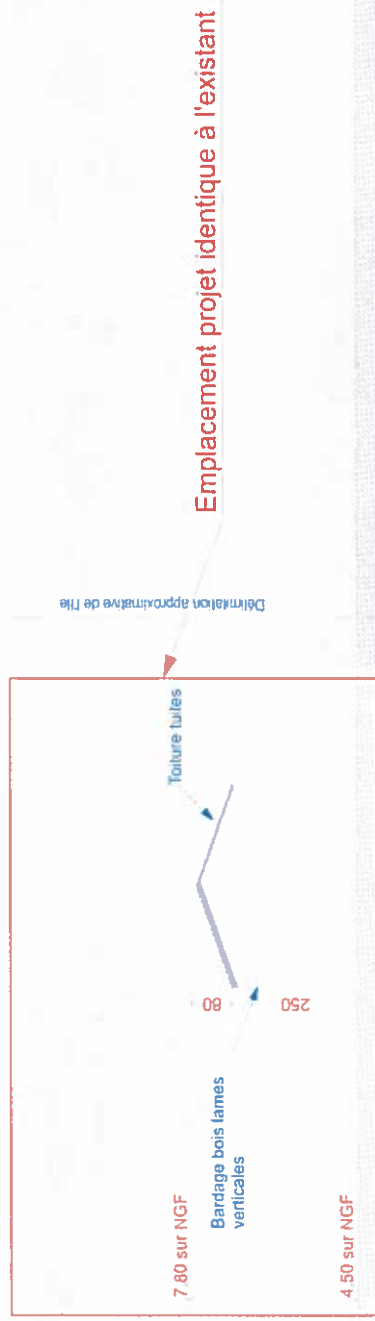 Emplacement projet identique à l'existant
Délimitation approximative de l'île
Toiture tuiles
80
250
Bardage bois lames
verticales
7.80 sur NGF
4.50 sur NGF